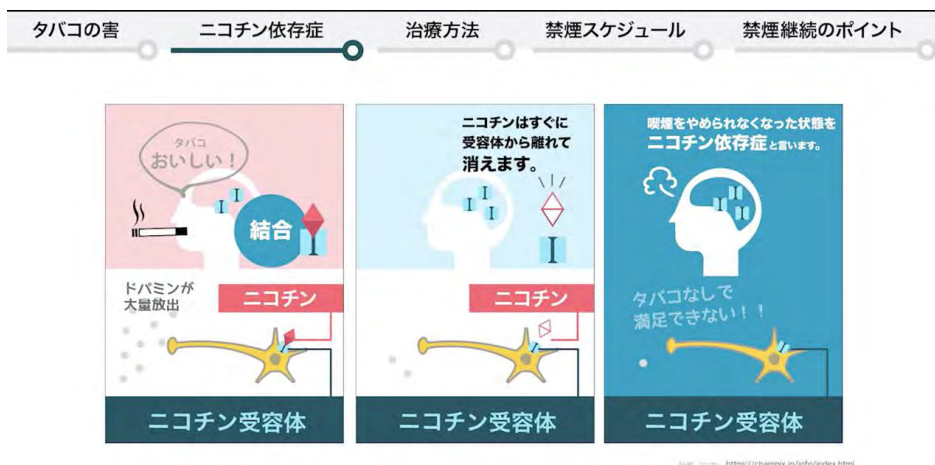 タバコの害
ニコチン依存症
治療方法
禁煙スケジュール
禁煙継続のポイント
タバコ
おいしい！
結合
ドパミンが
大量放出
ニコチン
ニコチン受容体
ニコチンはすぐに
受容体から離れて
消えます。
ニコチン
ニコチン受容体
喫煙をやめられなくなった状態を
ニコチン依存症と言います。
タバコなしで
満足できない！！
ニコチン受容体
https://champix.jp/info/index.html